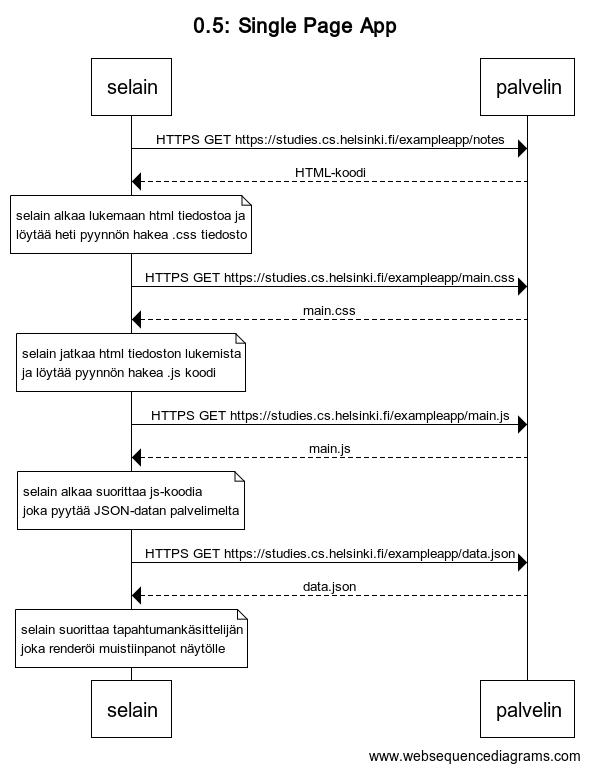 0.5: Single Page App
selain
palvelin
HTTPS GET https://studies.cs.helsinki.fi/exampleapp/notes
HTML-koodi
selain alkaa lukemaan html tiedostoa ja
löytää heti pyynnön hakea .css tiedosto
HTTPS GET https://studies.cs.helsinki.fi/exampleapp/main.css
main.css
selain jatkaa html tiedoston lukemista
ja löytää pyynnön hakea .js koodi
HTTPS GET https://studies.cs.helsinki.fi/exampleapp/main.js
main.js
selain alkaa suorittaa js-koodia
joka pyytää JSON-datan palvelimelta
HTTPS GET https://studies.cs.helsinki.fi/exampleapp/data.json
data.json
selain suorittaa tapahtumankäsittelijän
joka renderöi muistiinpanot näytölle
selain
palvelin
www.websequencediagrams.com